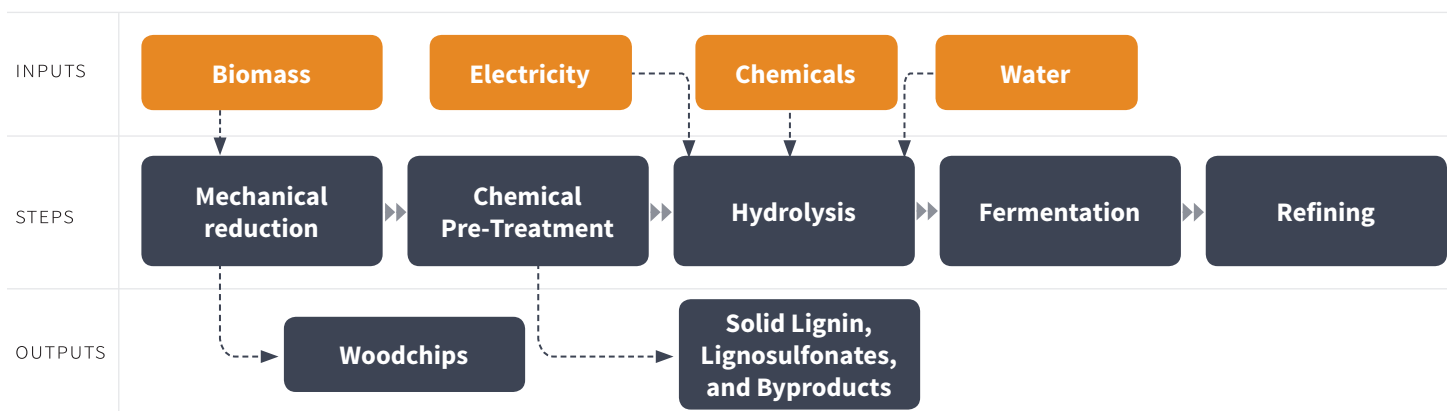 INPUTS
Biomass
Electricity
Chemicals
Water
STEPS
Mechanical
reduction
Chemical
Pre-Treatment
Hydrolysis
Fermentation
Refining
OUTPUTS
Woodchips
Solid Lignin,
Lignosulfonates,
and Byproducts